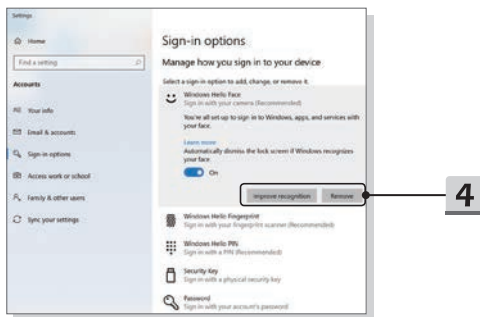 Settings
Home
Find a setting
Accounts
Your info
Email & accounts
Sign-in options
Access work or school
Family & other users
Sync your settings
Sign-in options
Manage how you sign in to your device
Select a sign-in option to add, change, or remove it.
Windows Hello Face
Sign in with your camera (Recommended)
You're all set up to sign in to Windows, apps, and services with
your face.
Learn more
Automatically dismiss the lock screen if Windows recognizes
your face.
On
Improve recognition Remove
4
Windows Hello Fingerprint
Sign in with your fingerprint scanner (Recommended)
Windows Hello PIN
Sign in with a PIN (Recommended)
Security Key
Sign in with a physical security key
Password
Sign in with your account's password